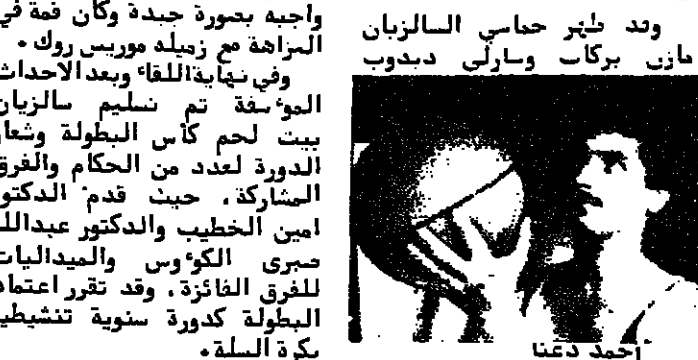 وقد ظهر حماسي السالزيان
مازن بركات وسارلي دبدوب
احمد دعنا
واجبه بصورة جيدة وكان قمة في
المزاهة مع زميله موريس روك •
وفي نهاية اللقاء وبعد الاحداث
الموءسفة تم تسليم سالزيان
بيت لحم كأس البطولة وشعار
الدورة لعدد من الحكام والفرق
المشاركة، حيث قدم الدكتور
امين الخطيب والدكتور عبدالله
صبرى الكوءوس والميداليات
للفرق الفائزة. وقد تقرر اعتماد
البطولة كدورة سنوية تنشيطية
بكرة السلة •